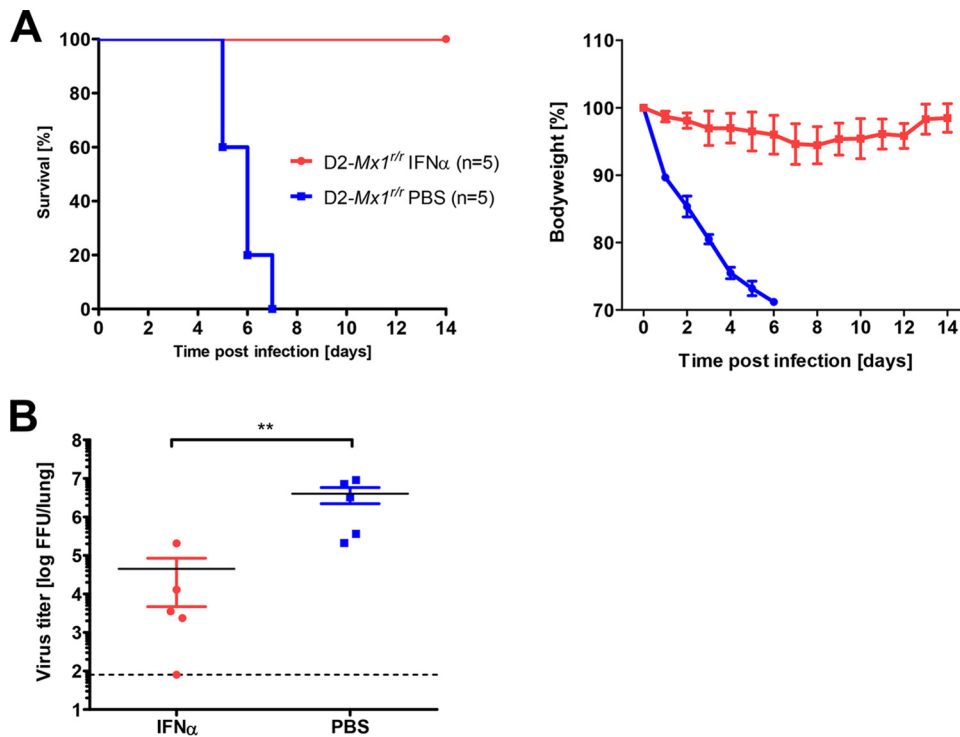 A
Survival [%]
100
80
60
40
20
0
D2-Mx1r/r IFNα (n=5)
D2-Mx1r/r PBS (n=5)
0 2 4 6 8 10 12 14
Time post infection [days]
Bodyweight [%]
110
100
90
80
70
0 2 4 6 8 10 12 14
Time post infection [days]
B
Virus titer [log FFU/lung]
8
7
6
5
4
3
2
1
**
IFNα PBS